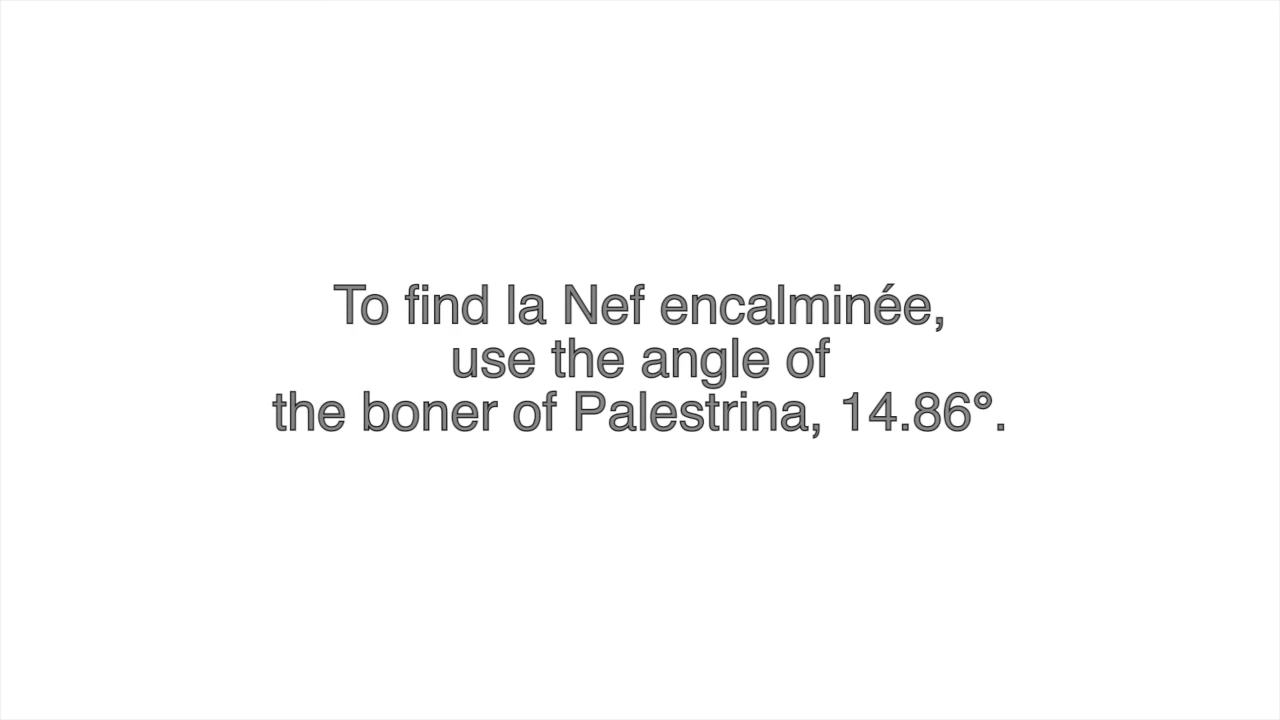 To find la Nef encalminée,
use the angle of
the boner of Palestrina, 14.86°.